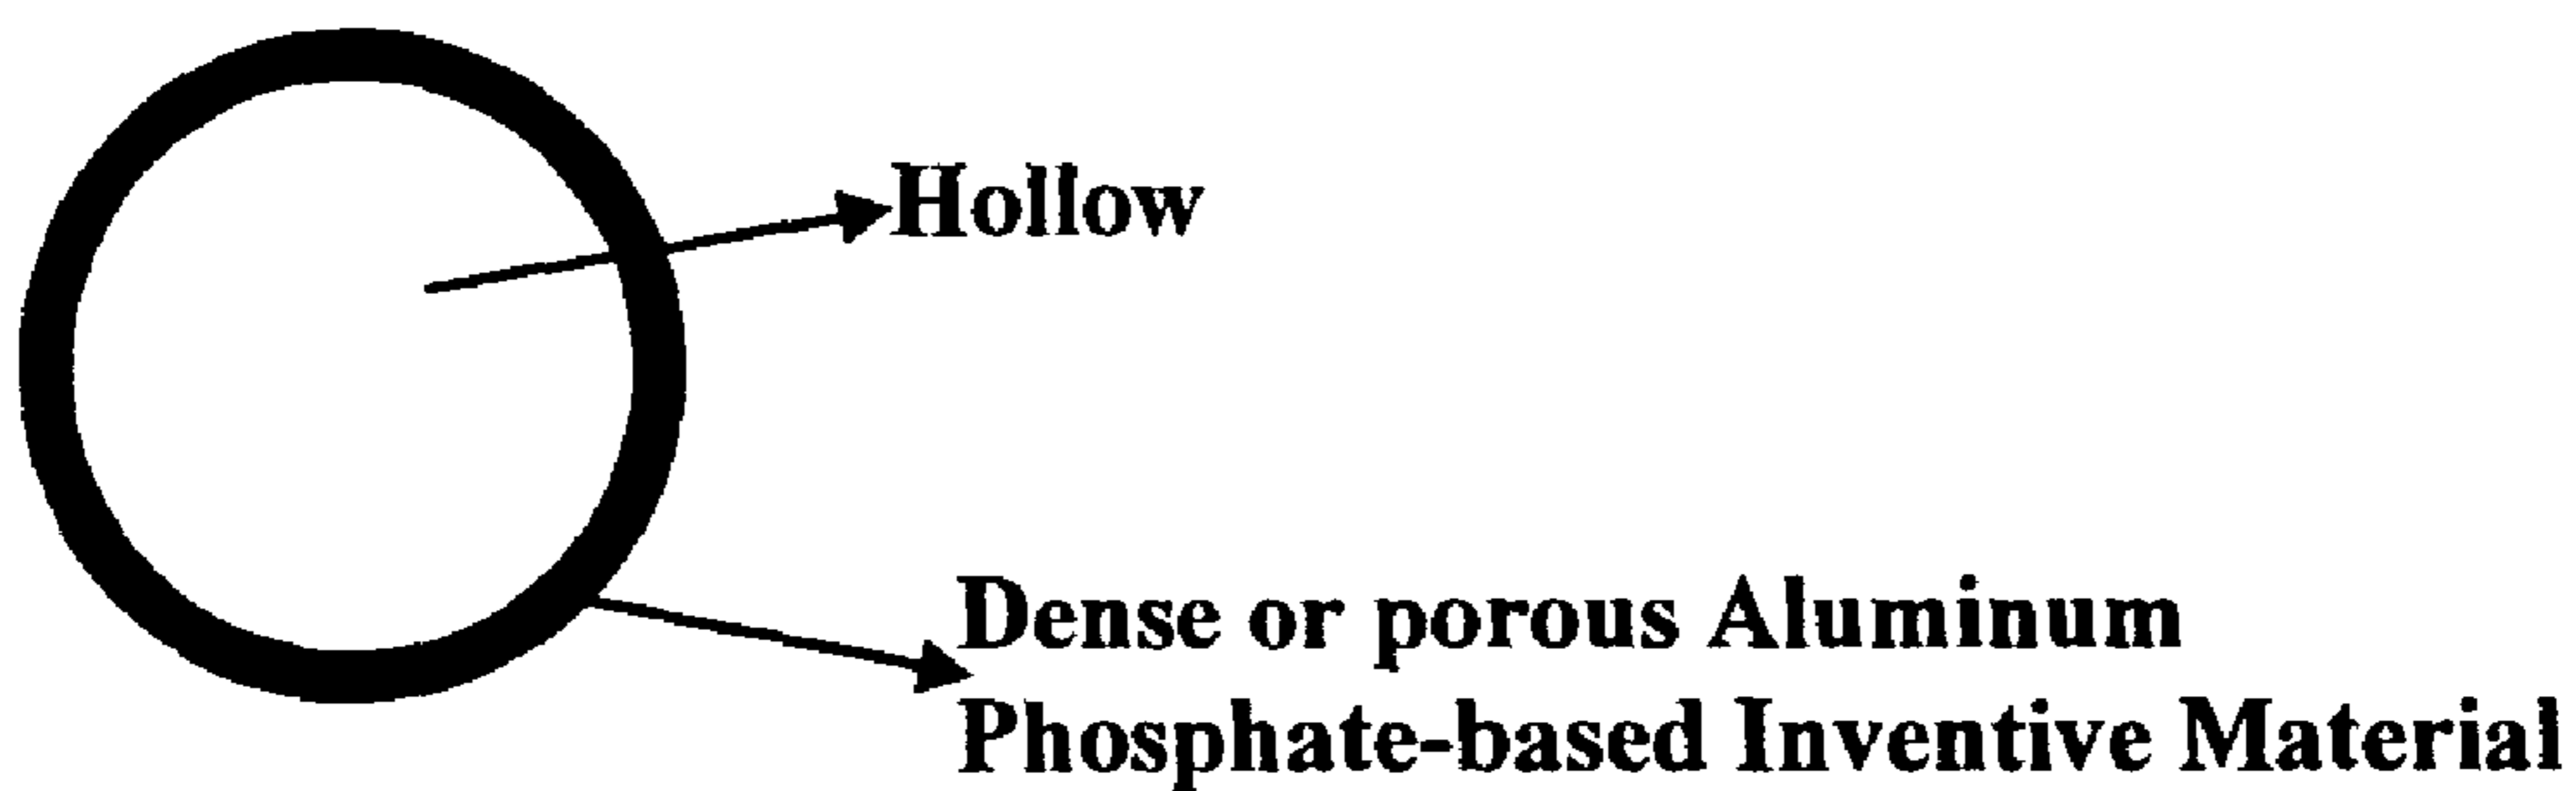 Hollow
Dense or porous Aluminum
Phosphate-based Inventive Material